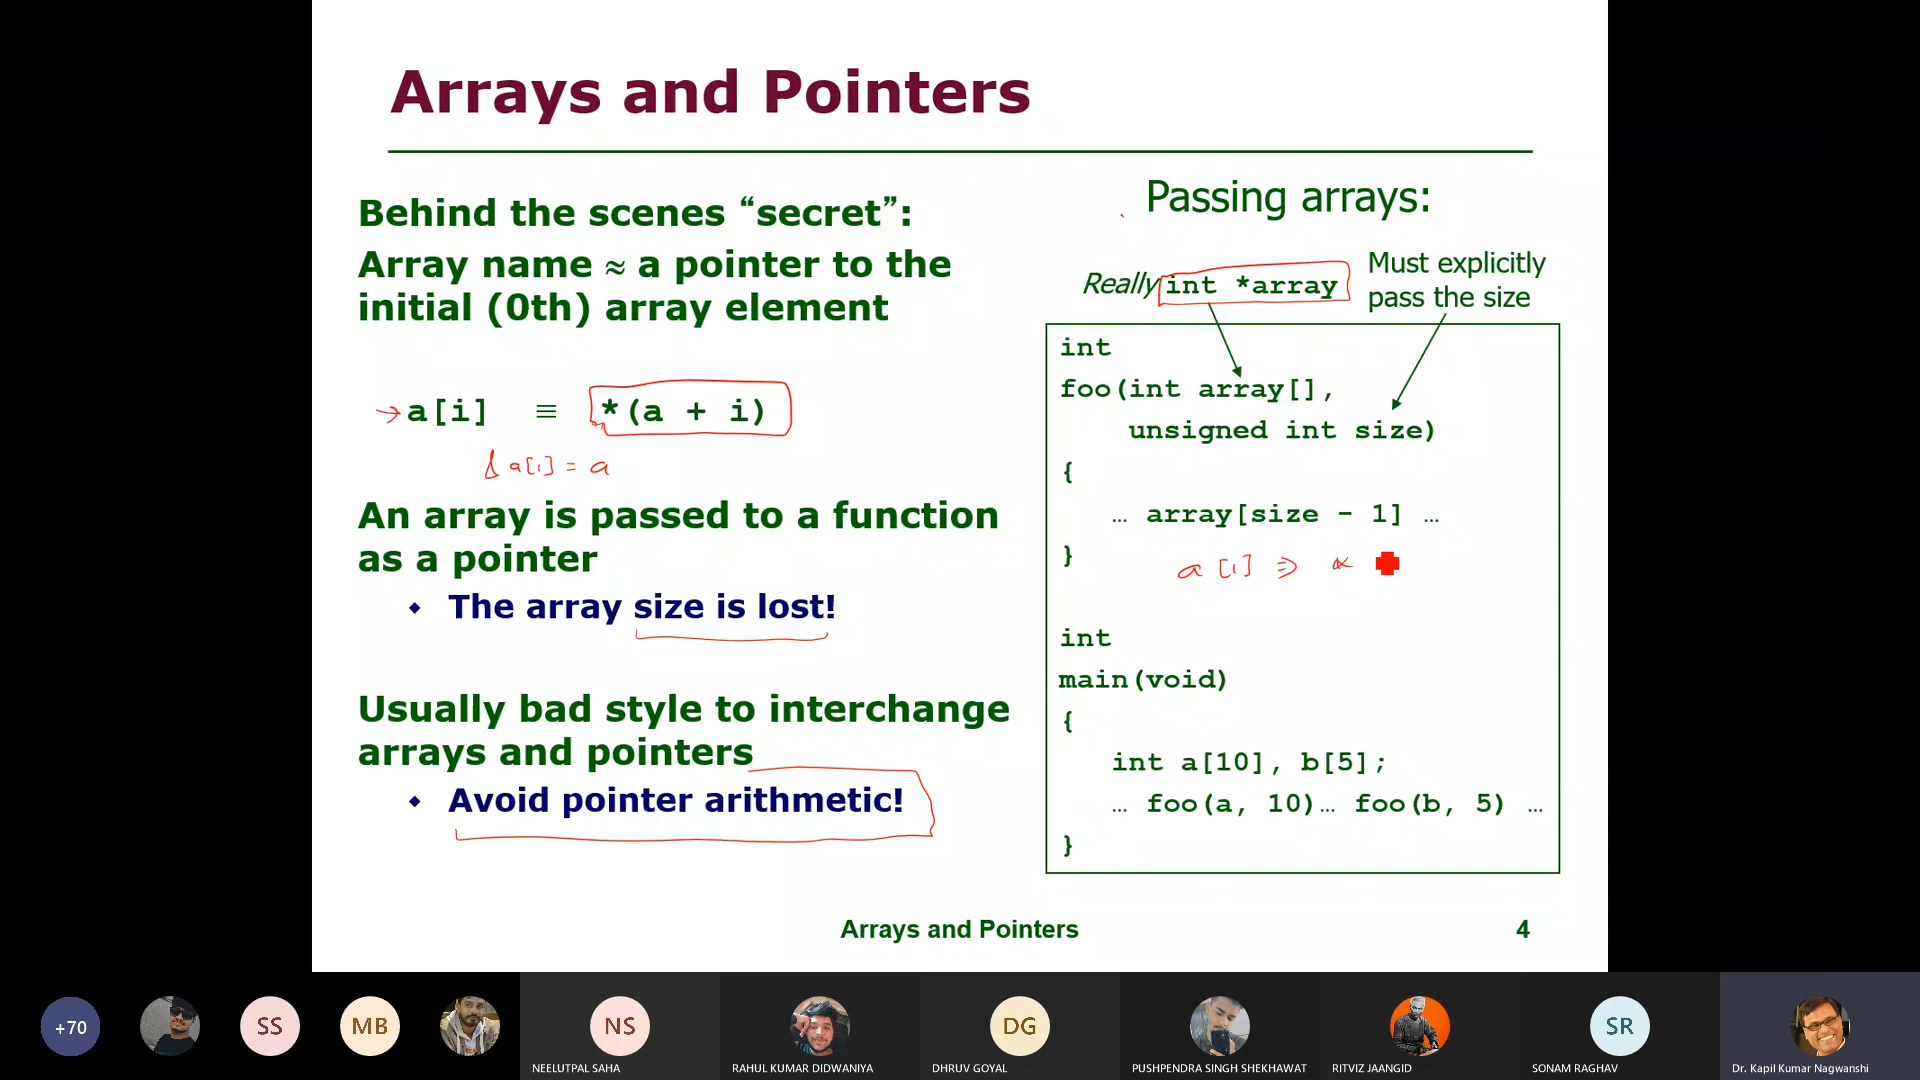 Arrays and Pointers
Behind the scenes “secret”:
Array name ≈ a pointer to the
initial (0th) array element
→ a[i] ≡ *(a + i)
a[i] = a
An array is passed to a function
as a pointer
The array size is lost!
Usually bad style to interchange
arrays and pointers
Avoid pointer arithmetic!
Passing arrays:
Really int *array
Must explicitly
pass the size
int
foo(int array[],
unsigned int size)
{
… array[size - 1] …
}
a [i] ⇒ *
int
main(void)
{
int a[10], b[5];
… foo(a, 10)… foo(b, 5) …
}
Arrays and Pointers
4
+70
SS
MB
NS
NEELUTPAL SAHA
RAHUL KUMAR DIDWANIYA
DG
DHRUV GOYAL
PUSHPENDRA SINGH SHEKHAWAT
RITVIZ JAANGID
SR
SONAM RAGHAV
Dr. Kapil Kumar Nagwanshi